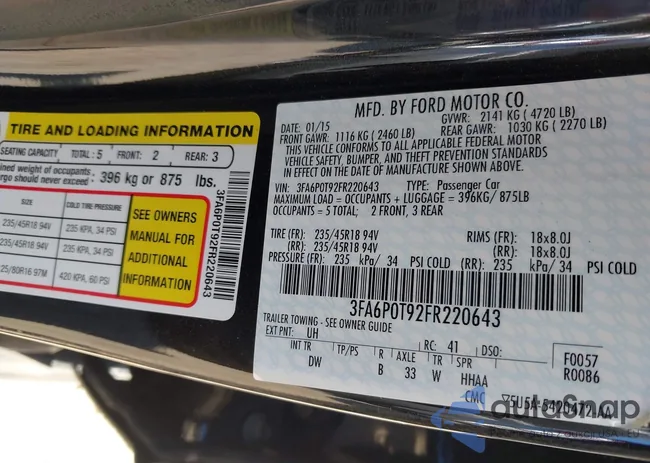 TIRE AND LOADING INFORMATION
SEATING CAPACITY TOTAL: 5 FRONT: 2 REAR: 3
ined weight of occupants
rgo should never exceed 396 kg or 875 lbs.
SIZE COLD TIRE PRESSURE
235/45R18 94V 235 KPA, 34 PSI
235/45R18 94V 235 KPA, 34 PSI
25/80R16 97M 420 KPA, 60 PSI
SEE OWNERS
MANUAL FOR
ADDITIONAL
INFORMATION
3FA6P0T92FR220643
MFD. BY FORD MOTOR CO.
01/15 GVWR: 2141 KG ( 4720 LB)
FRONT GAWR: 1116 KG ( 2460 LB) REAR GAWR: 1030 KG ( 2270 LB)
THIS VEHICLE CONFORMS TO ALL APPLICABLE FEDERAL MOTOR
VEHICLE SAFETY, BUMPER, AND THEFT PREVENTION STANDARDS
IN EFFECT ON THE DATE OF MANUFACTURE SHOWN ABOVE.
VIN: 3FA6P0T92FR220643 TYPE: Passenger Car
MAXIMUM LOAD = OCCUPANTS + LUGGAGE = 396KG/ 875LB
OCCUPANTS = 5 TOTAL; 2 FRONT, 3 REAR
TIRE (FR): 235/45R18 94V RIMS (FR): 18x8.0J
(RR): 235/45R18 94V (RR): 18x8.0J
PRESSURE (FR): 235 kPa/ 34 PSI COLD (RR): 235 kPa/ 34 PSI COLD
3FA6P0T92FR220643
TRAILER TOWING - SEE OWNER GUIDE
EXT PNT: UH RC: 41 DSO: F0057
INT TR TP/PS R AXLE TR SPR R0086
DW B 33 W HHAA
CMC
autoSnap